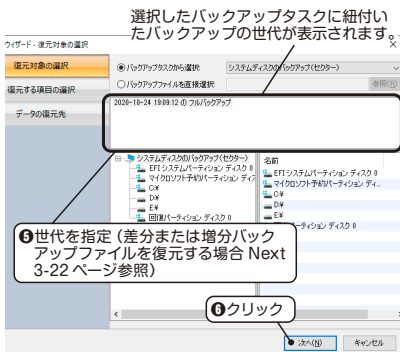 選択したバックアップタスクに紐付い
たバックアップの世代が表示されます。
ウィザード - 復元対象の選択
復元対象の選択
復元する項目の選択
データの復元先
バックアップタスクから選択
システムディスクのバックアップ(セクター)
バックアップファイルを直接選択:
参照(B)
2020-10-24 19:09:12 の フルバックアップ
システムディスクのバックアップ(セクター)
EFI システムパーティション ディスク 0
マイクロソフト予約パーティション ディス
C:¥
D:¥
E:¥
回復パーティション ディスク 0
名前
EFI システムパーティション ディスク 0
マイクロソフト予約パーティション ディ..
C:¥
D:¥
E:¥
パーティション ディスク 0
❺世代を指定(差分または増分バック
アップファイルを復元する場合 Next
3-22 ページ参照)
❻クリック
❻
次へ(N)
キャンセル